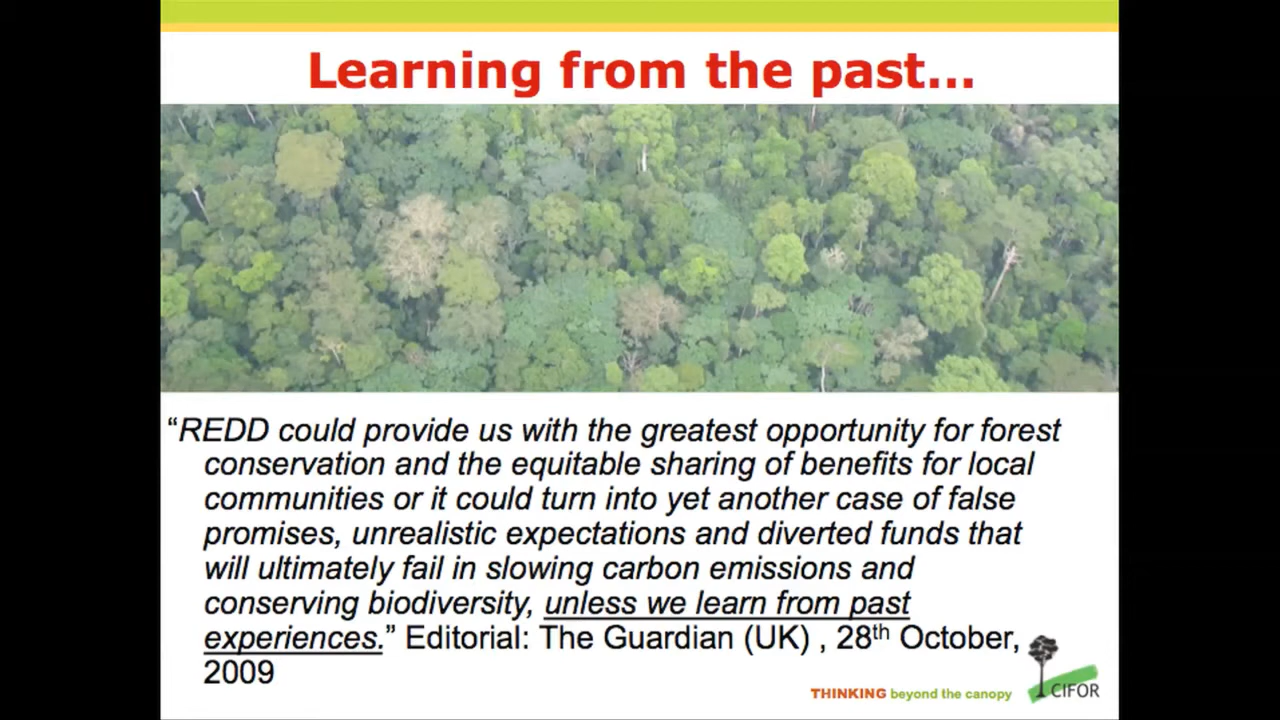 Learning from the past...
“REDD could provide us with the greatest opportunity for forest
conservation and the equitable sharing of benefits for local
communities or it could turn into yet another case of false
promises, unrealistic expectations and diverted funds that
will ultimately fail in slowing carbon emissions and
conserving biodiversity, unless we learn from past
experiences.” Editorial: The Guardian (UK) , 28th October,
2009
THINKING beyond the canopy
CIFOR